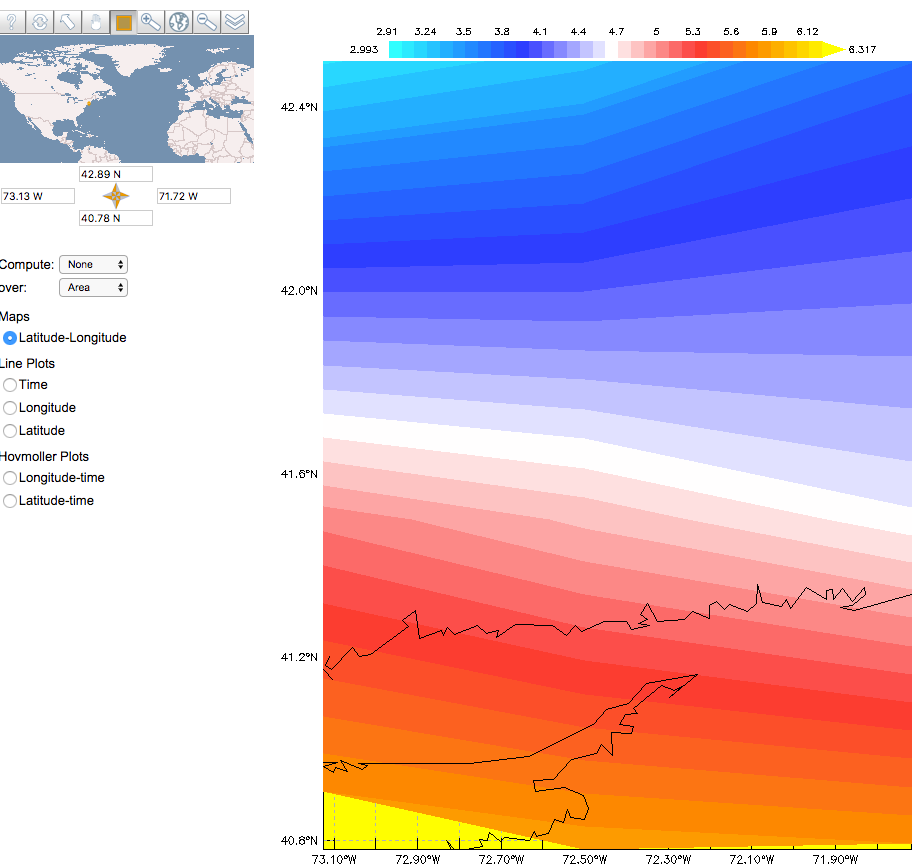 ?
42.89 N
73.13 W
71.72 W
40.78 N
Compute: None
over: Area
Maps
Latitude-Longitude
Line Plots
Time
Longitude
Latitude
Hovmoller Plots
Longitude-time
Latitude-time
2.91 3.24 3.5 3.8 4.1 4.4 4.7 5 5.3 5.6 5.9 6.12
2.993 6.317
42.4°N
42.0°N
41.6°N
41.2°N
40.8°N
73.10°W 72.90°W 72.70°W 72.50°W 72.30°W 72.10°W 71.90°W